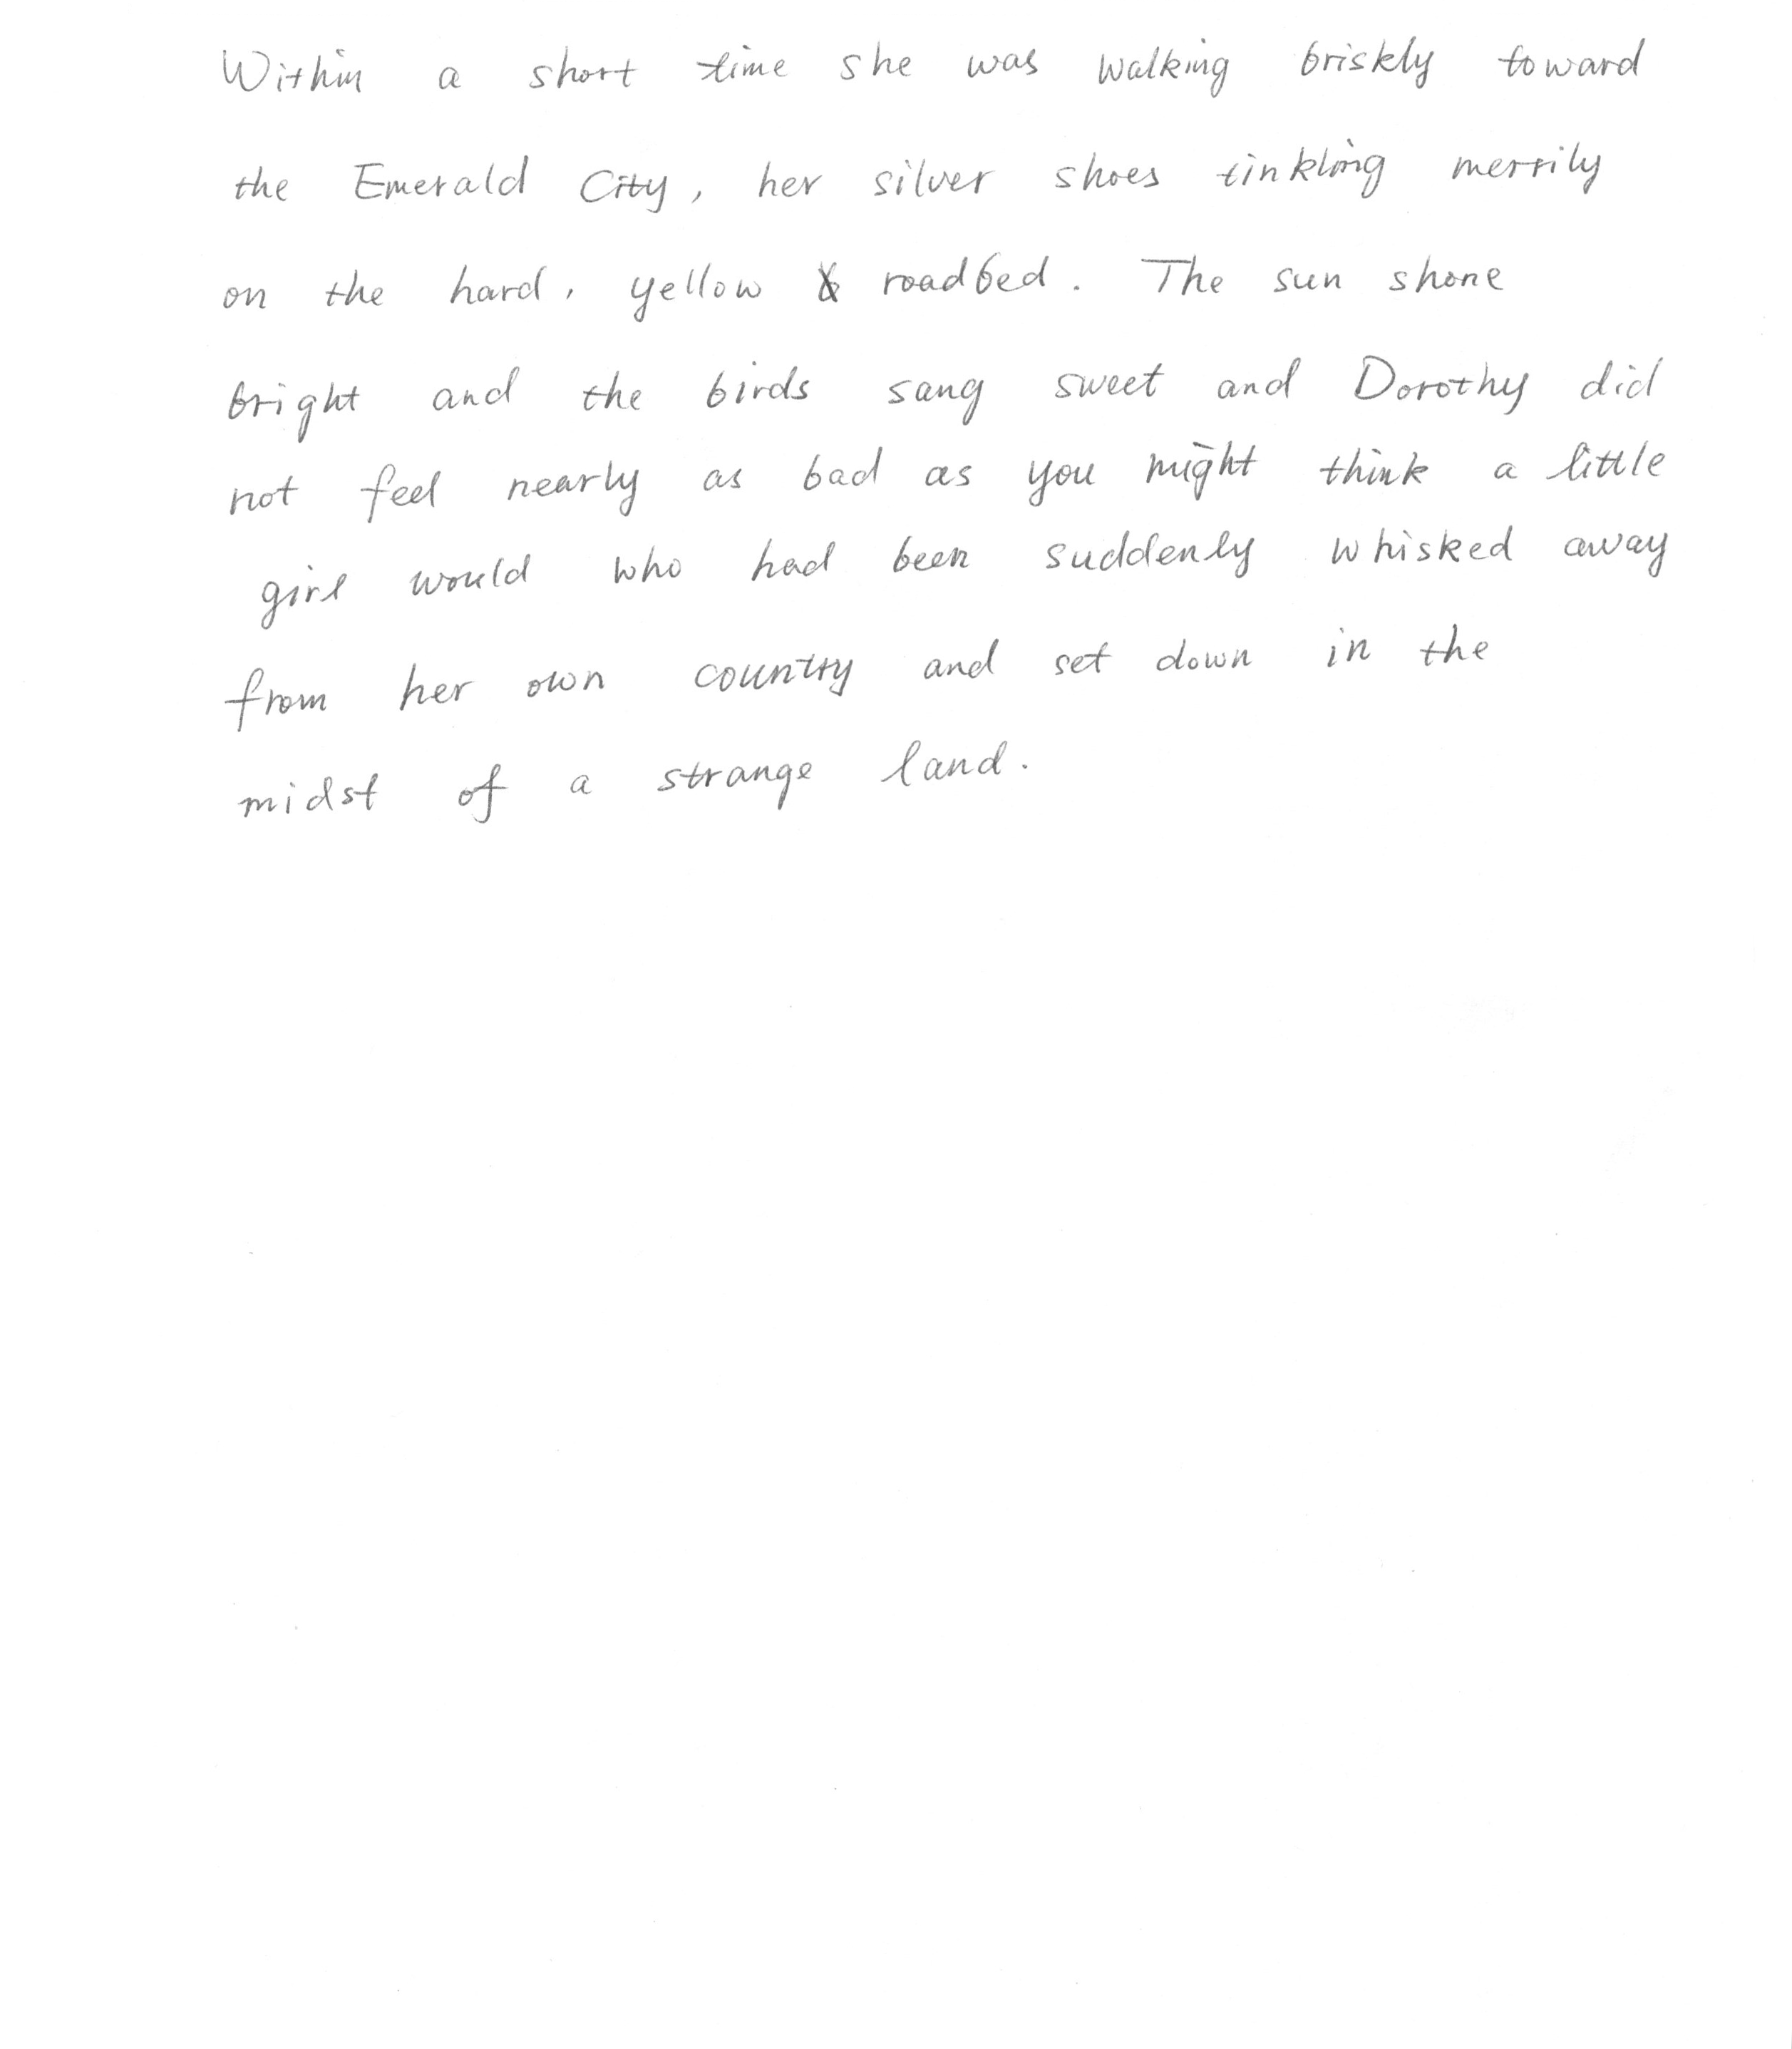 Within a short time she was walking briskly toward
the Emerald City, her silver shoes tinkling merrily
on the hard, yellow roadbed. The sun shone
bright and the birds sang sweet and Dorothy did
not feel nearly as bad as you might think a little
girl would who had been suddenly whisked away
from her own country and set down in the
midst of a strange land.